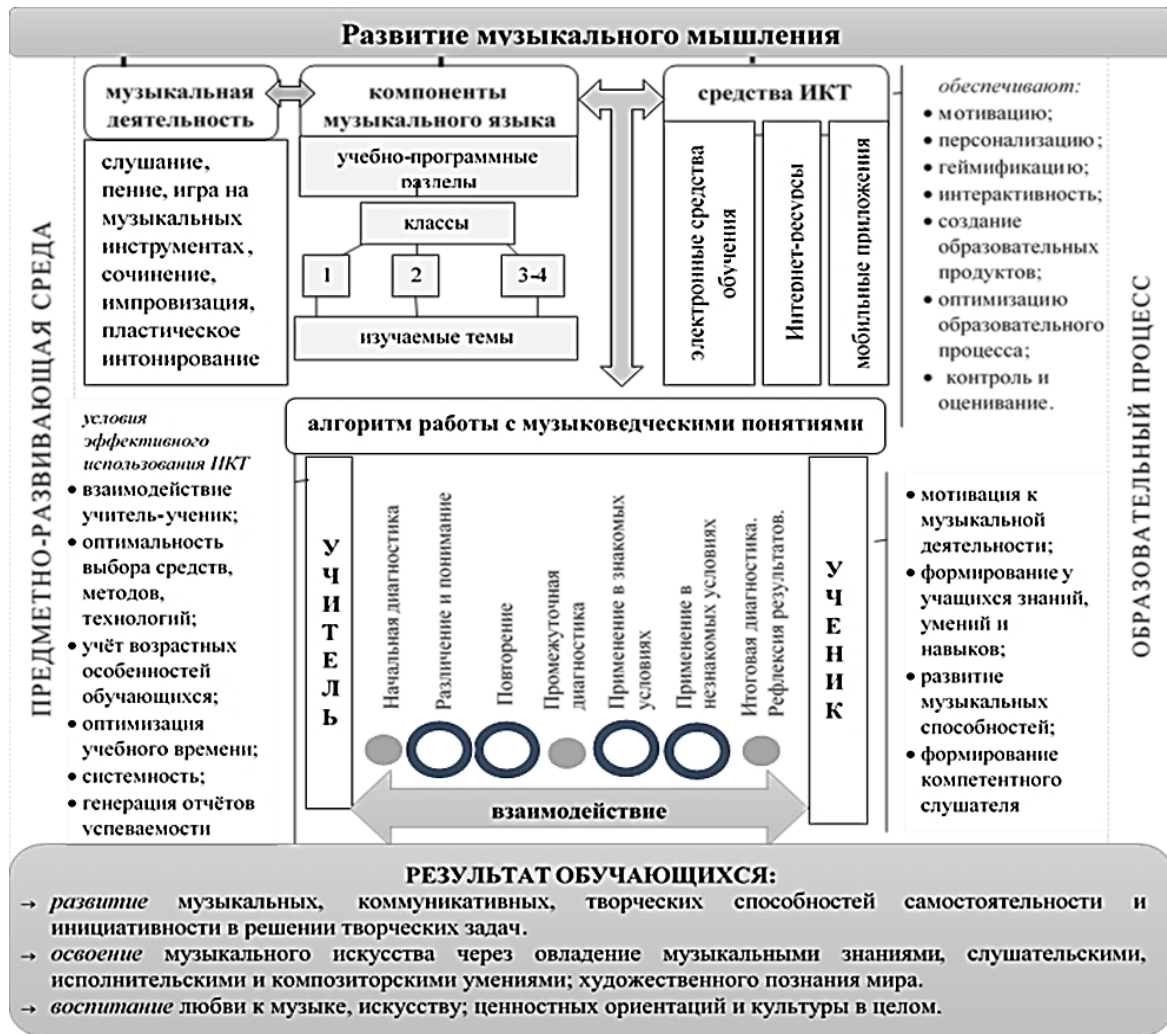 Развитие музыкального мышления
музыкальная
деятельность
слушание,
пение, игра на
музыкальных
инструментах,
сочинение,
импровизация,
пластическое
интонирование
компоненты
музыкального языка
учебно-программные
разделы
классы
1
2
3-4
изучаемые темы
средства ИКТ
электронные средства
обучения
Интернет-ресурсы
мобильные приложения
обеспечивают:
• мотивацию;
• персонализацию;
• геймификацию;
• интерактивность;
• создание
образовательных
продуктов;
• оптимизацию
образовательного
процесса;
• контроль и
оценивание.
ПРЕДМЕТНО-РАЗВИВАЮЩАЯ СРЕДА
ОБРАЗОВАТЕЛЬНЫЙ ПРОЦЕСС
условия
эффективного
использования ИКТ
• взаимодействие
учитель-ученик;
• оптимальность
выбора средств,
методов,
технологий;
• учёт возрастных
особенностей
обучающихся;
• оптимизация
учебного времени;
• системность;
• генерация отчётов
успеваемости
алгоритм работы с музыковедческими понятиями
УЧИТЕЛЬ
Начальная диагностика
Различение и понимание
Повторение
Промежуточная
диагностика
Применение в знакомых
условиях
Применение в
незнакомых условиях
Итоговая диагностика.
Рефлексия результатов.
УЧЕНИК
взаимодействие
• мотивация к
музыкальной
деятельности;
• формирование у
учащихся знаний,
умений и
навыков;
• развитие
музыкальных
способностей;
• формирование
компетентного
слушателя
РЕЗУЛЬТАТ ОБУЧАЮЩИХСЯ:
→ развитие музыкальных, коммуникативных, творческих способностей самостоятельности и
инициативности в решении творческих задач.
→ освоение музыкального искусства через овладение музыкальными знаниями, слушательскими,
исполнительскими и композиторскими умениями; художественного познания мира.
→ воспитание любви к музыке, искусству; ценностных ориентаций и культуры в целом.